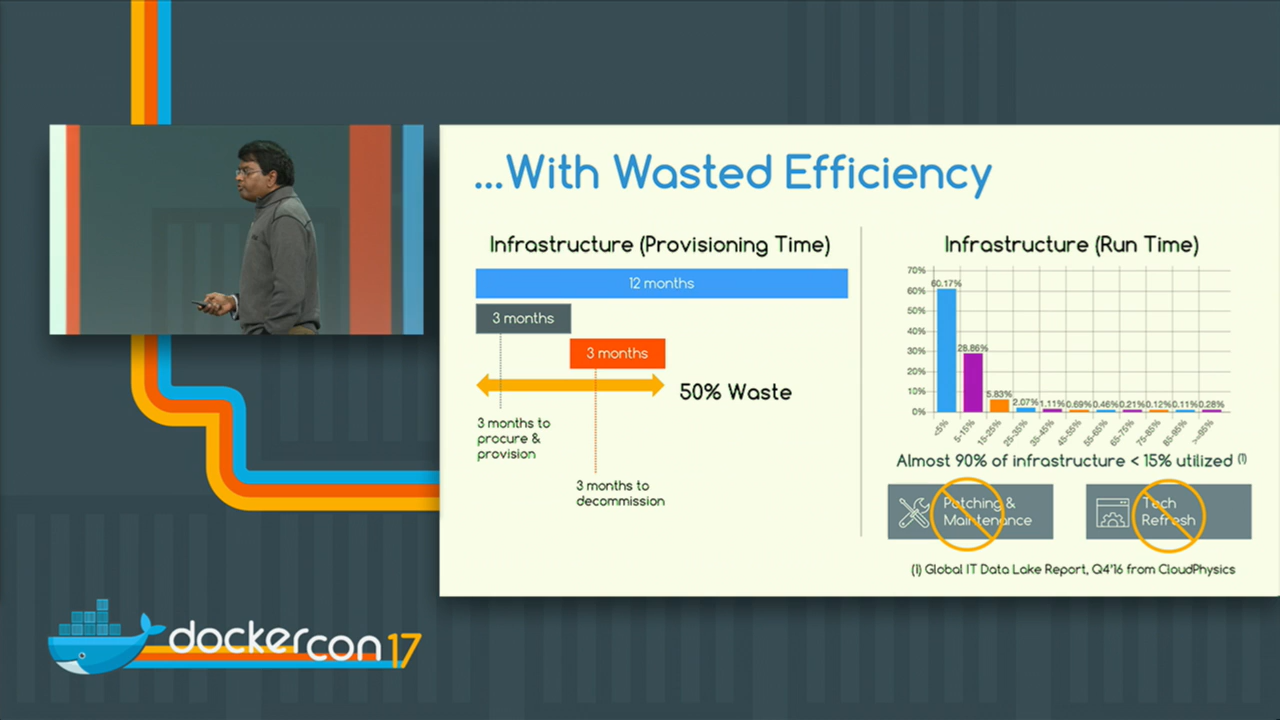 ...With Wasted Efficiency
Infrastructure (Provisioning Time)
12 months
3 months
3 months
50% Waste
3 months to
procure &
provision
3 months to
decommission
Infrastructure (Run Time)
70%
60%
50%
40%
30%
20%
10%
0%
60.17%
28.86%
5.83%
2.07%
1.11%
0.69%
0.46%
0.21%
0.12%
0.11%
0.28%
<5%
5-15%
15-25%
25-35%
35-45%
45-55%
55-65%
65-75%
75-85%
85-95%
>=95%
Almost 90% of infrastructure < 15% utilized (1)
Patching &
Maintenance
Tech
Refresh
(1) Global IT Data Lake Report, Q4'16 from CloudPhysics
dockercon 17